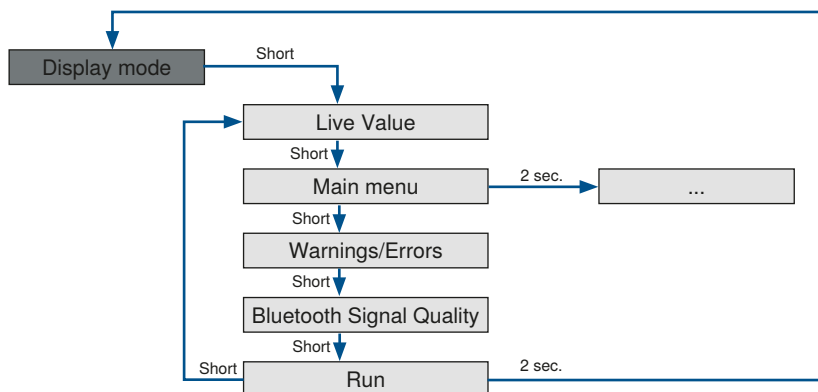 Display mode
Short
Live Value
Short
Main menu
2 sec.
...
Short
Warnings/Errors
Short
Bluetooth Signal Quality
Short
Short
Run
2 sec.